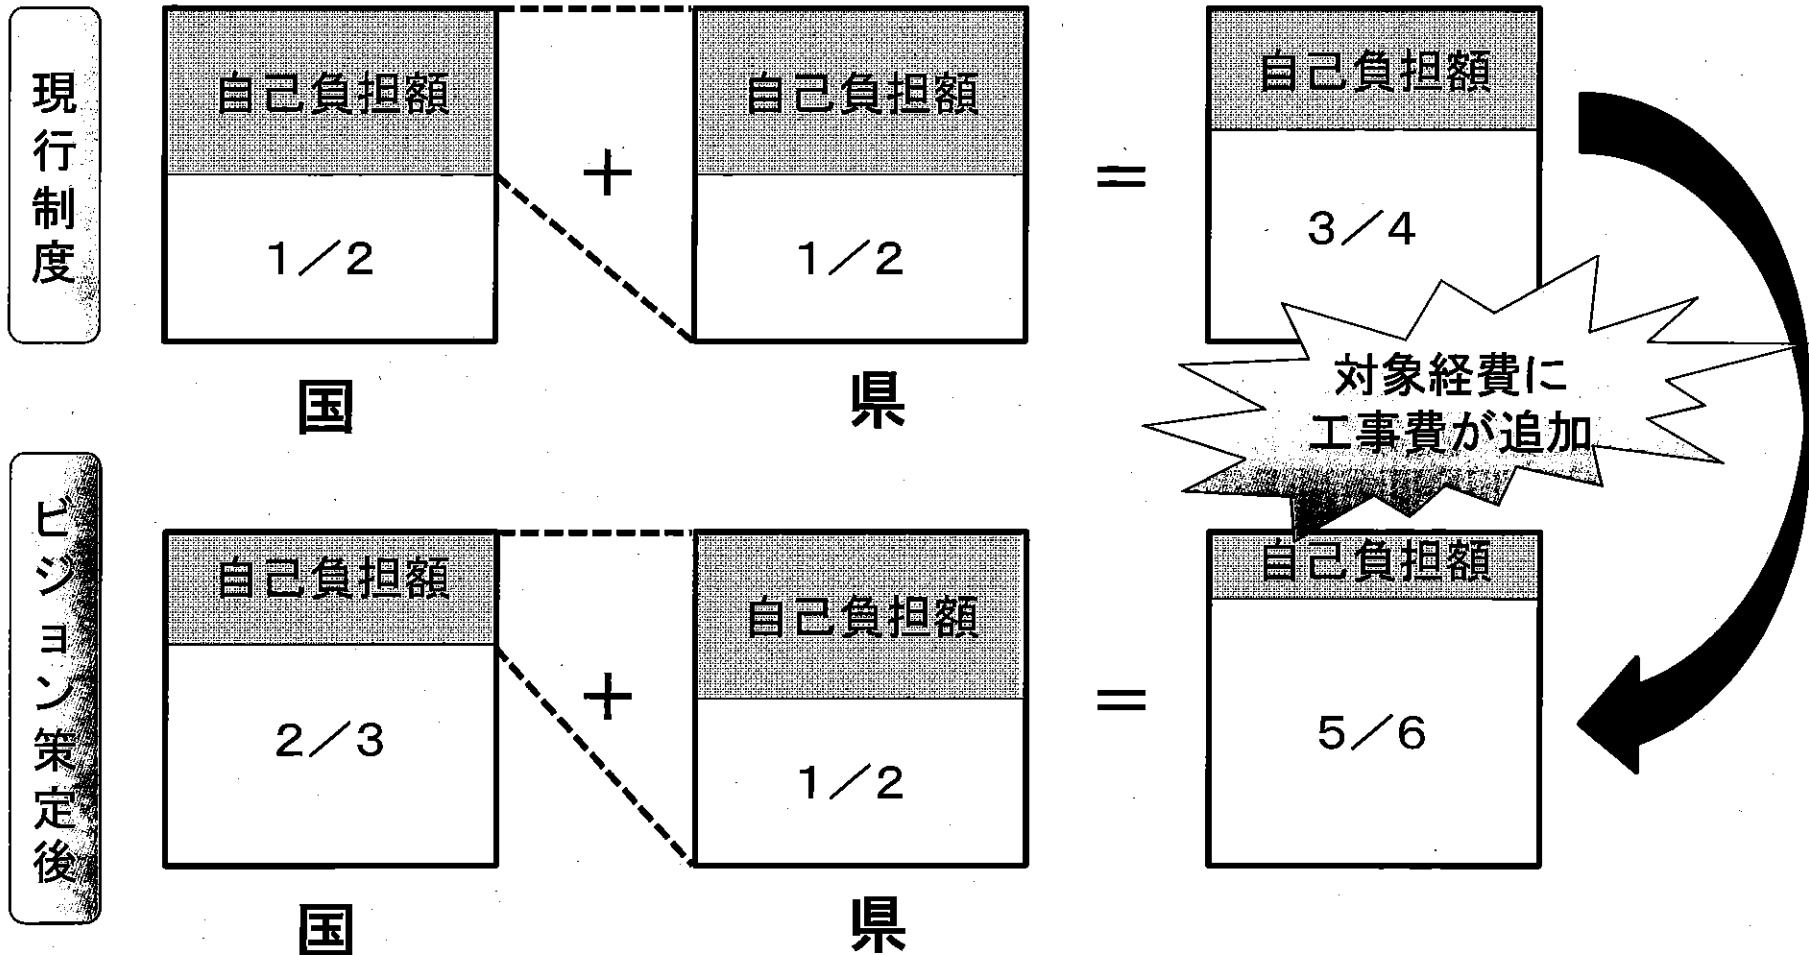 現行制度
自己負担額
1／2
国
＋
自己負担額
1／2
県
＝
自己負担額
3／4
対象経費に
工事費が追加
ビジョン策定後
自己負担額
2／3
国
＋
自己負担額
1／2
県
＝
自己負担額
5／6